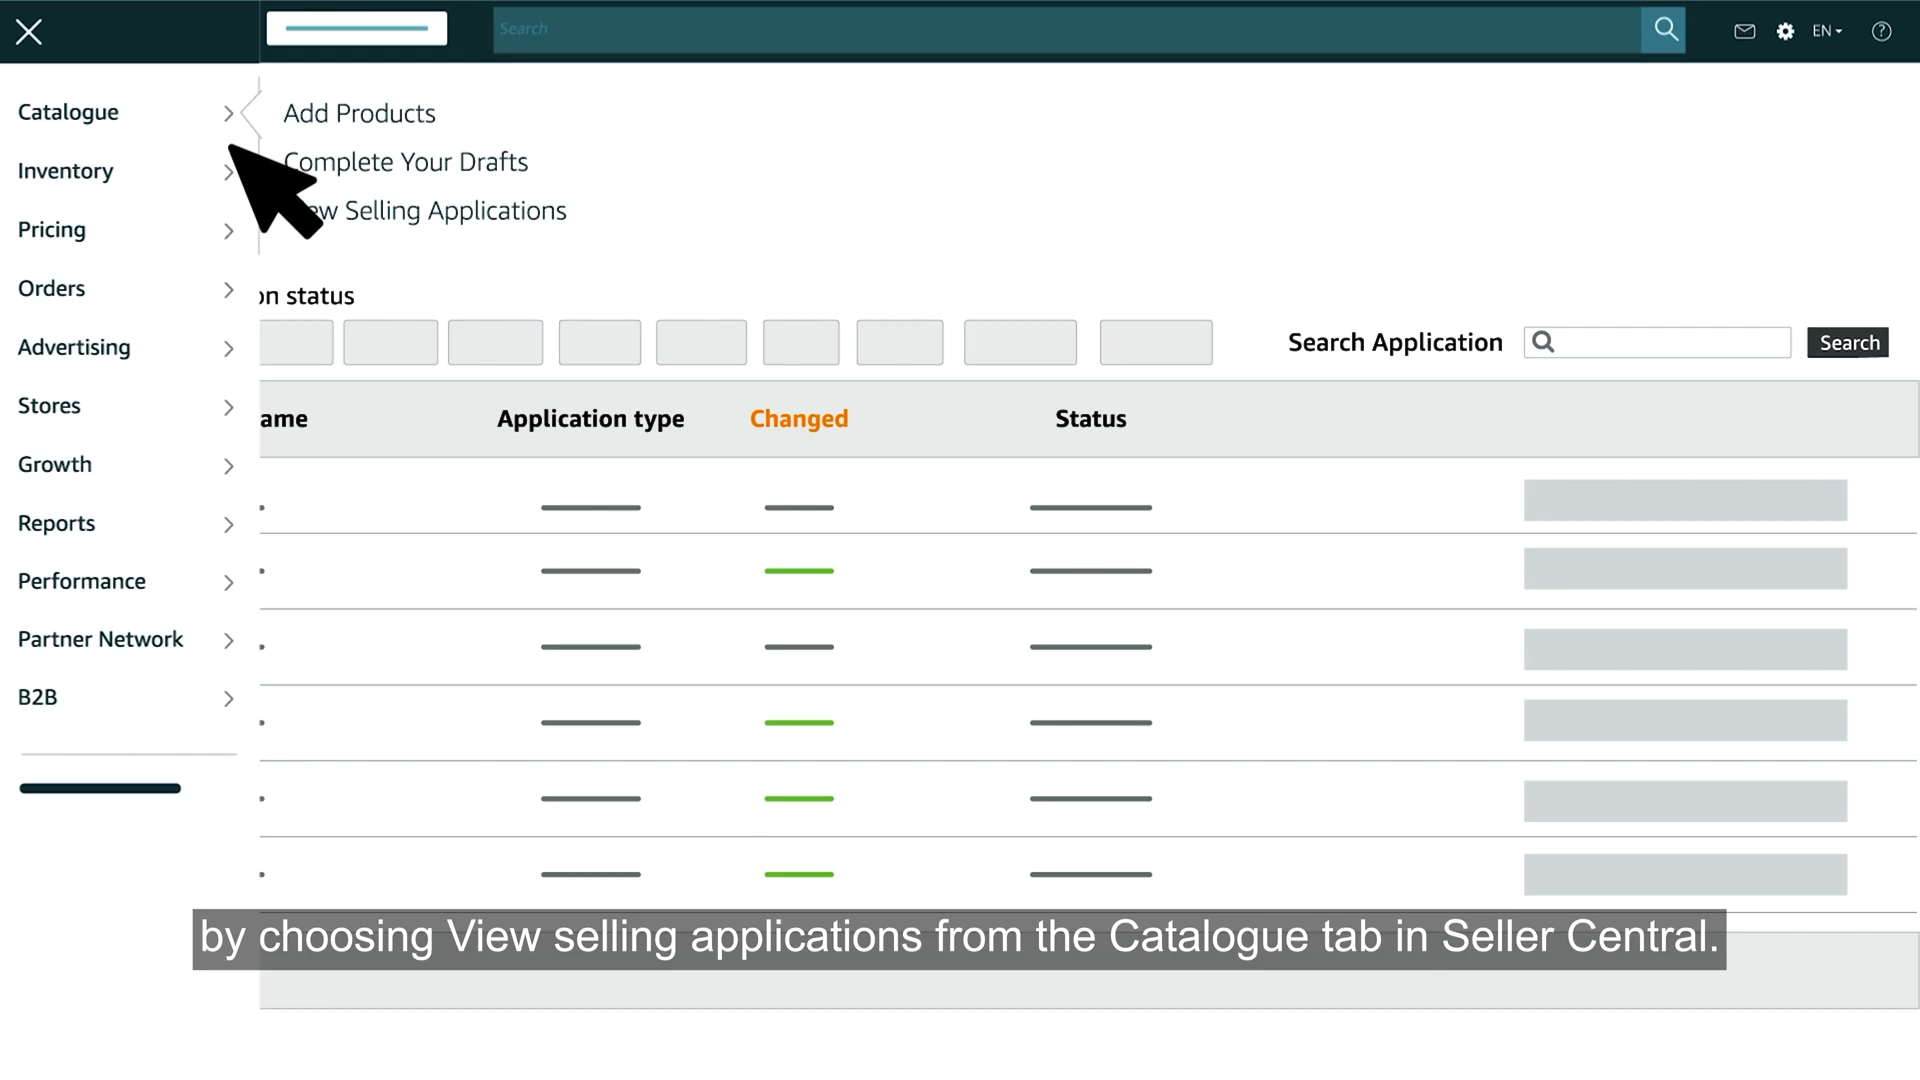 Search
EN
Catalogue
Inventory
Pricing
Orders
Advertising
Stores
Growth
Reports
Performance
Partner Network
B2B
Add Products
Complete Your Drafts
Selling Applications
on status
Search Application
Search
ame
Application type
Changed
Status
by choosing View selling applications from the Catalogue tab in Seller Central.